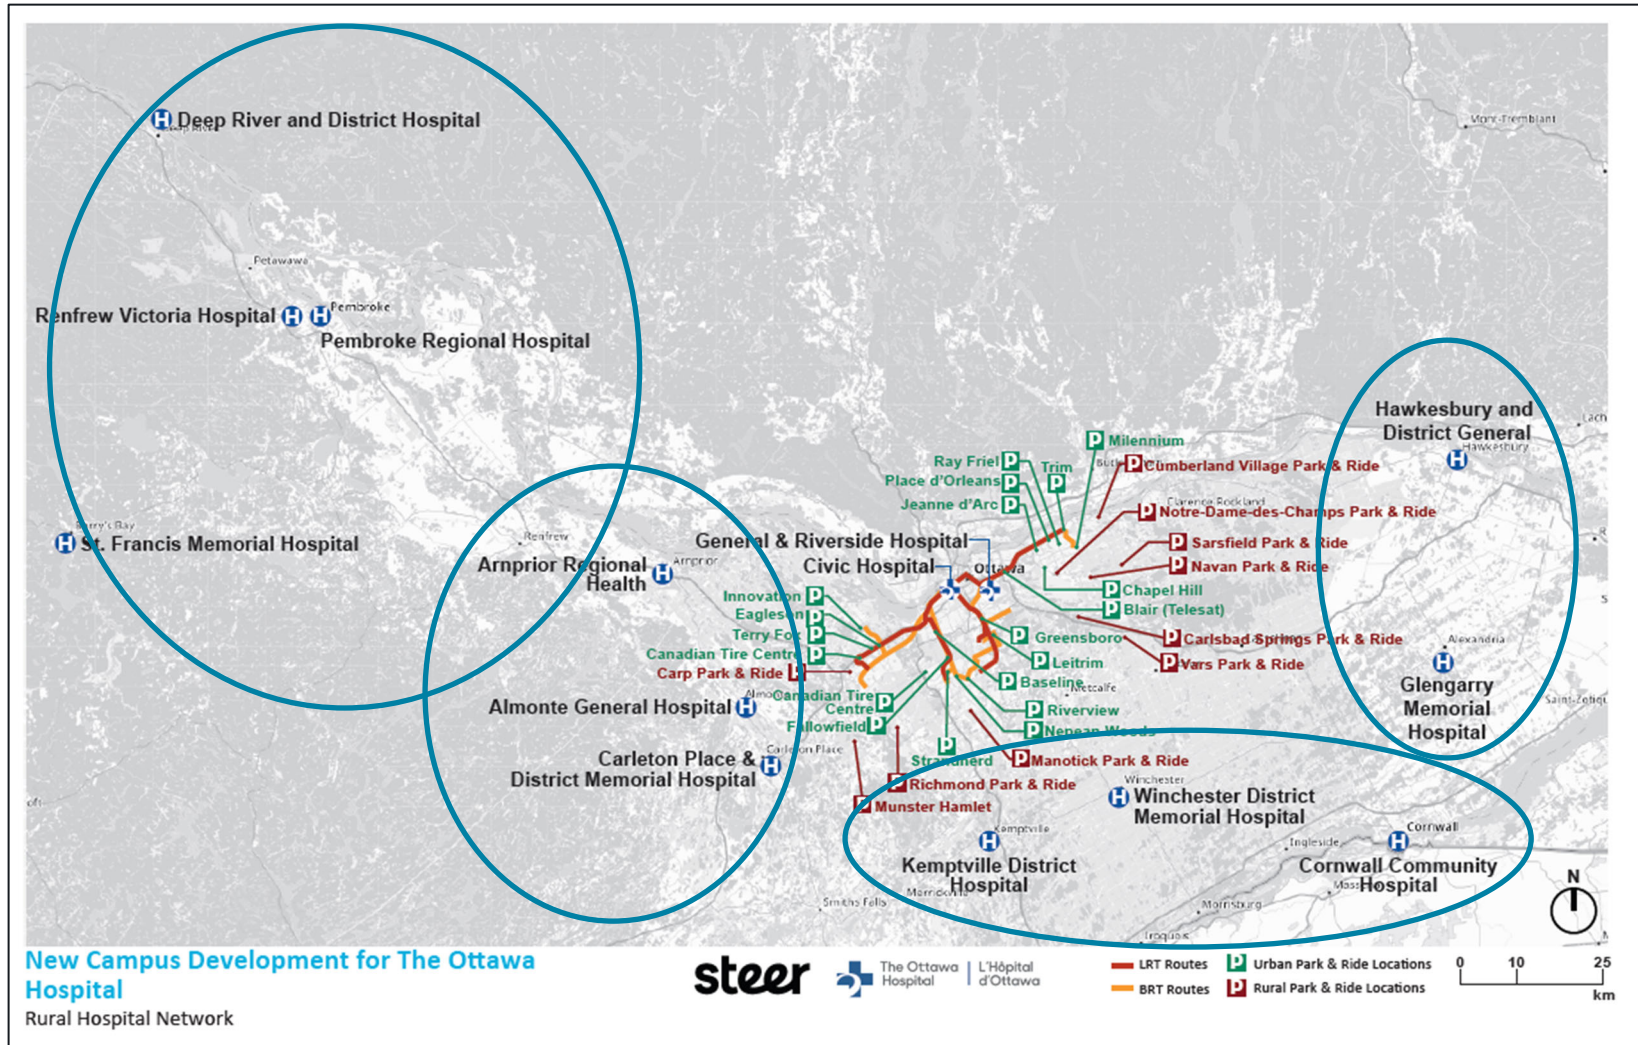 Mont-Tremblant
Deep River and District Hospital
Petawawa
Pembroke
Renfrew Victoria Hospital
Pembroke Regional Hospital
Hawkesbury and
District General
Hawkesbury
Lach
Milennium
Ray Friel
Trim
Cumberland Village Park & Ride
Place d'Orleans
Clarence-Rockland
Jeanne d'Arc
Notre-Dame-des-Champs Park & Ride
Barry's Bay
St. Francis Memorial Hospital
Renfrew
General & Riverside Hospital
Sarsfield Park & Ride
Arnprior Regional
Health
Arnprior
Civic Hospital
Ottawa
Navan Park & Ride
Innovation
Chapel Hill
Eagleson
Blair (Telesat)
Terry Fox
Greensboro
Carlsbad Springs Park & Ride
Alexandria
Canadian Tire Centre
Leitrim
Vars Park & Ride
Carp Park & Ride
Baseline
Metcalfe
Glengarry
Memorial
Hospital
Almonte General Hospital
Canadian Tire
Centre
Riverview
Saint-Zotiqu
Fallowfield
Nepean Woods
Carleton Place &
District Memorial Hospital
Carleton Place
Strandherd
Manotick Park & Ride
Richmond Park & Ride
Winchester
Winchester District
Memorial Hospital
Munster Hamlet
Kemptville
Kemptville District
Hospital
Ingleside
Cornwall
Cornwall Community
Hospital
Merrickville
Smiths Falls
Morrisburg
Iroquois
N
New Campus Development for The Ottawa
Hospital
Rural Hospital Network
steer
The Ottawa
Hospital
L'Hôpital
d'Ottawa
LRT Routes
BRT Routes
Urban Park & Ride Locations
Rural Park & Ride Locations
0 10 25
km